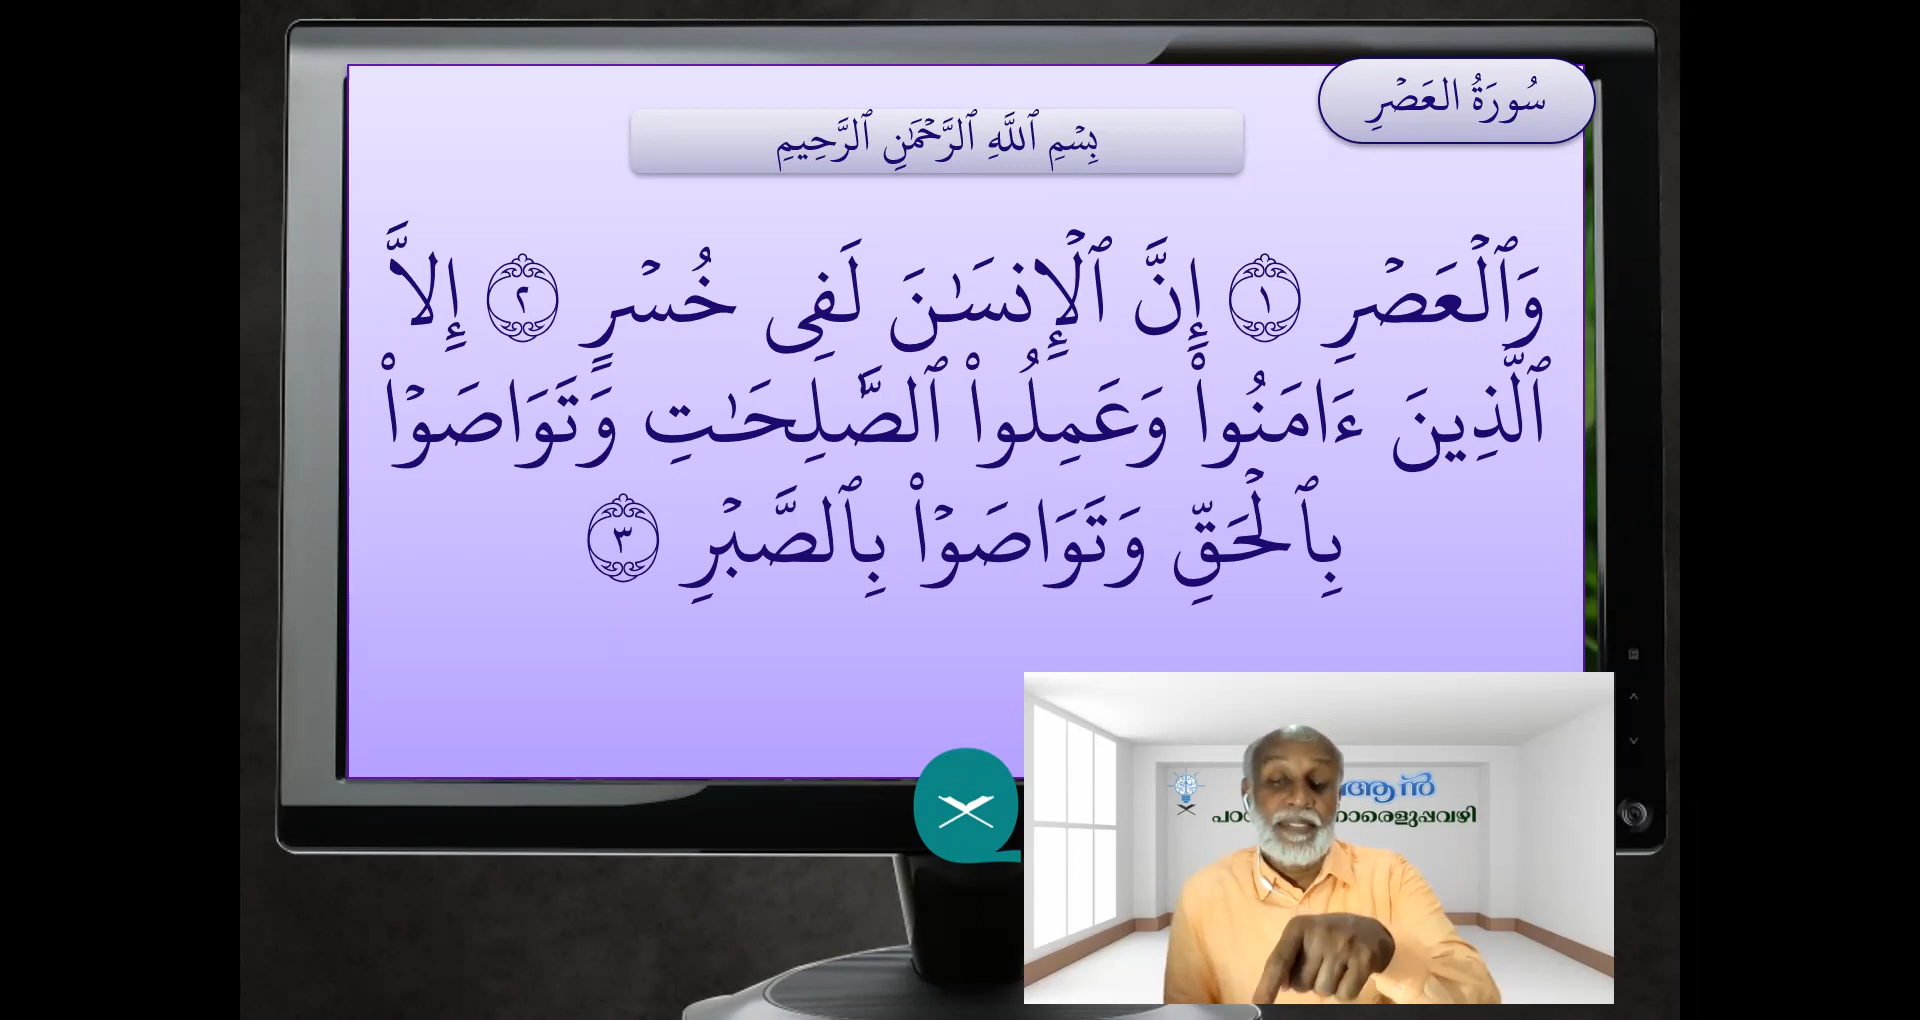 سُورَةُ العَصۡرِ
بِسۡمِ ٱللَّهِ ٱلرَّحۡمَٰنِ ٱلرَّحِيمِ
وَٱلۡعَصۡرِ ١ إِنَّ ٱلۡإِنسَٰنَ لَفِى خُسۡرٍ ٢ إِلاَّ
ٱلَّذِينَ ءَامَنُواْ وَعَمِلُواْ ٱلصَّٰلِحَٰتِ وَتَوَاصَوۡاْ
بِٱلۡحَقِّ وَتَوَاصَوۡاْ بِٱلصَّبۡرِ ٣